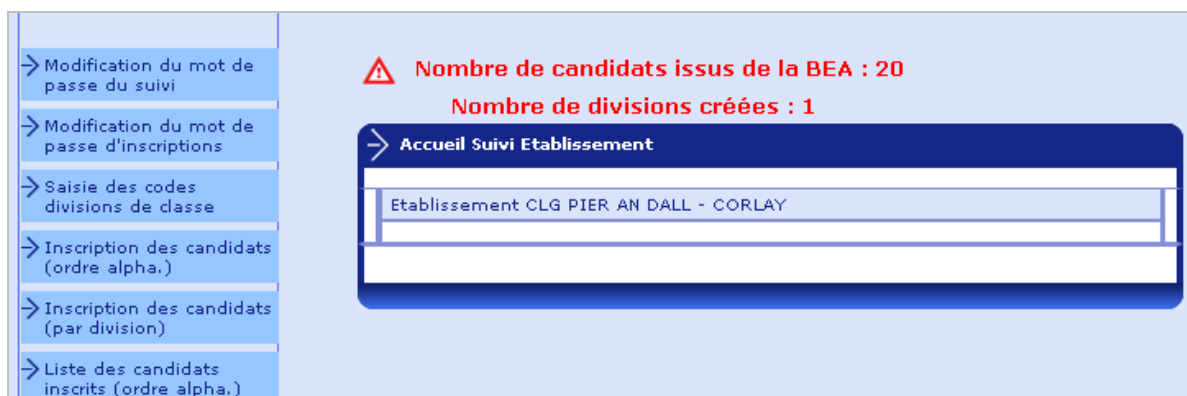 Modification du mot de
passe du suivi
Modification du mot de
passe d'inscriptions
Saisie des codes
divisions de classe
Inscription des candidats
(ordre alpha.)
Inscription des candidats
(par division)
Liste des candidats
inscrits (ordre alpha.)
Nombre de candidats issus de la BEA : 20
Nombre de divisions créées : 1
Accueil Suivi Etablissement
Etablissement CLG PIER AN DALL - CORLAY